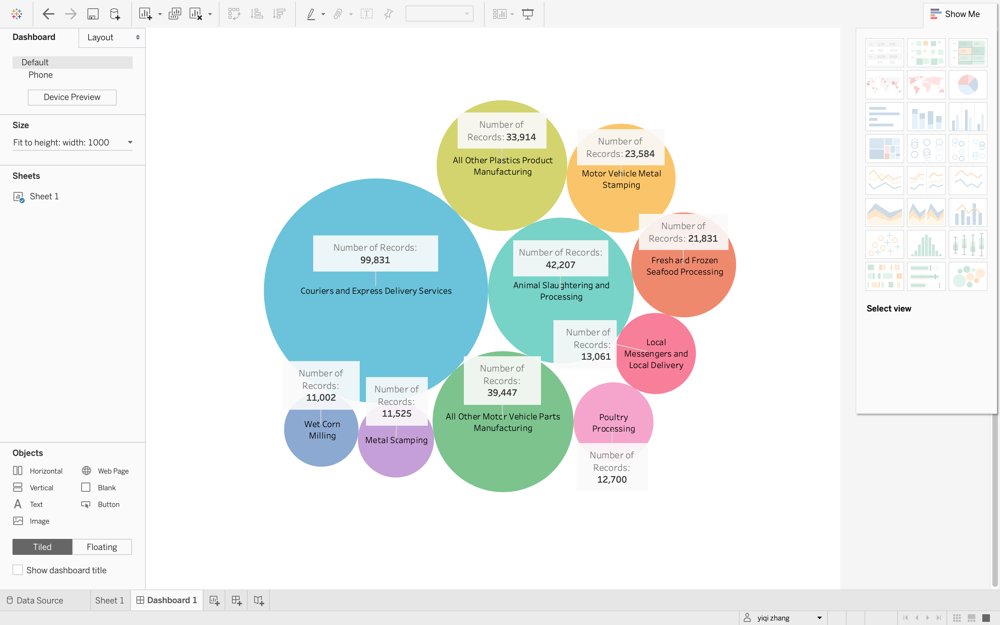 Show Me
Dashboard
Layout
Default
Phone
Device Preview
Size
Fit to height: width: 1000
Sheets
Sheet 1
Number of
Records: 33,914
All Other Plastics Product
Manufacturing
Number of
Records: 23,584
Motor Vehicle Metal
Stamping
Number of
Records: 21,831
Fresh and Frozen
Seafood Processing
Number of Records:
99,831
Couriers and Express Delivery Services
Number of Records:
42,207
Animal Slaughtering and
Processing
Number of
Records:
13,061
Local
Messengers and
Local Delivery
Number of
Records:
11,002
Wet Corn
Milling
Number of
Records:
11,525
Metal Stamping
Number of
Records:
39,447
All Other Motor Vehicle Parts
Manufacturing
Poultry
Processing
Number of
Records:
12,700
Select view
Objects
Horizontal
Web Page
Vertical
Blank
Text
Button
Image
Tiled
Floating
Show dashboard title
Data Source
Sheet 1
Dashboard 1
yiqi zhang